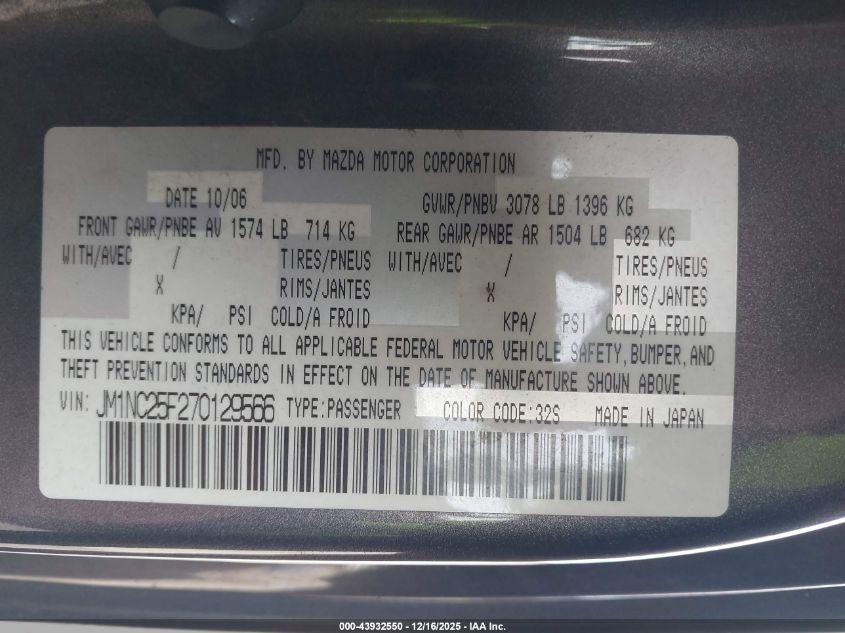 MFD. BY MAZDA MOTOR CORPORATION
DATE 10/06 GVWR/PNBV 3078 LB 1396 KG
FRONT GAWR/PNBE AV 1574 LB 714 KG REAR GAWR/PNBE AR 1504 LB 682 KG
WITH/AVEC / TIRES/PNEUS WITH/AVEC / TIRES/PNEUS
X RIMS/JANTES X RIMS/JANTES
KPA/ PSI COLD/A FROID KPA/ PSI COLD/A FROID
THIS VEHICLE CONFORMS TO ALL APPLICABLE FEDERAL MOTOR VEHICLE SAFETY, BUMPER, AND
THEFT PREVENTION STANDARDS IN EFFECT ON THE DATE OF MANUFACTURE SHOWN ABOVE.
VIN: JM1NC25F270129566 TYPE:PASSENGER COLOR CODE:32S MADE IN JAPAN
000-43932550 - 12/16/2025 - IAA Inc.